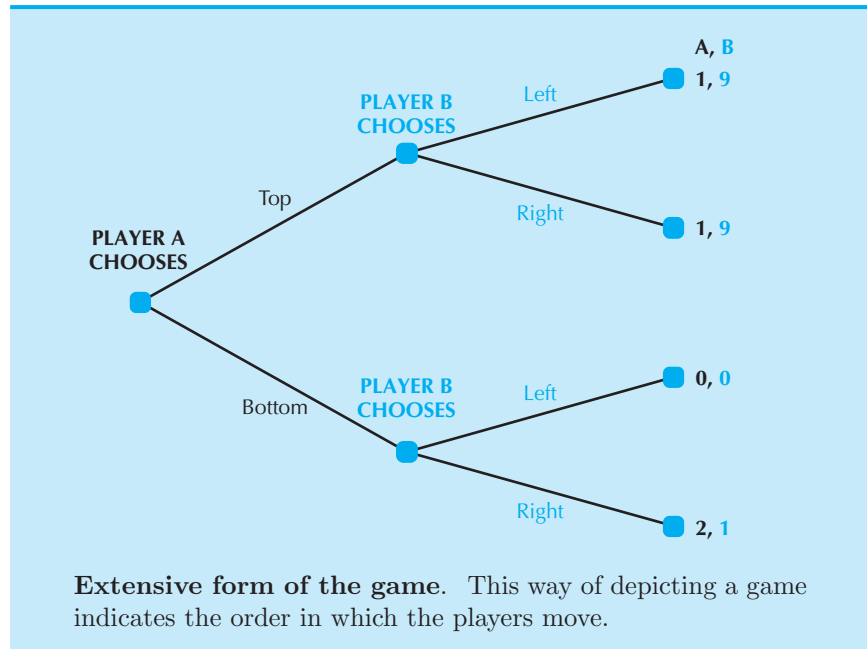 A, B
1, 9
Left
PLAYER B
CHOOSES
Right
1, 9
Top
PLAYER A
CHOOSES
Bottom
PLAYER B
CHOOSES
Left
0, 0
Right
2, 1
Extensive form of the game. This way of depicting a game
indicates the order in which the players move.